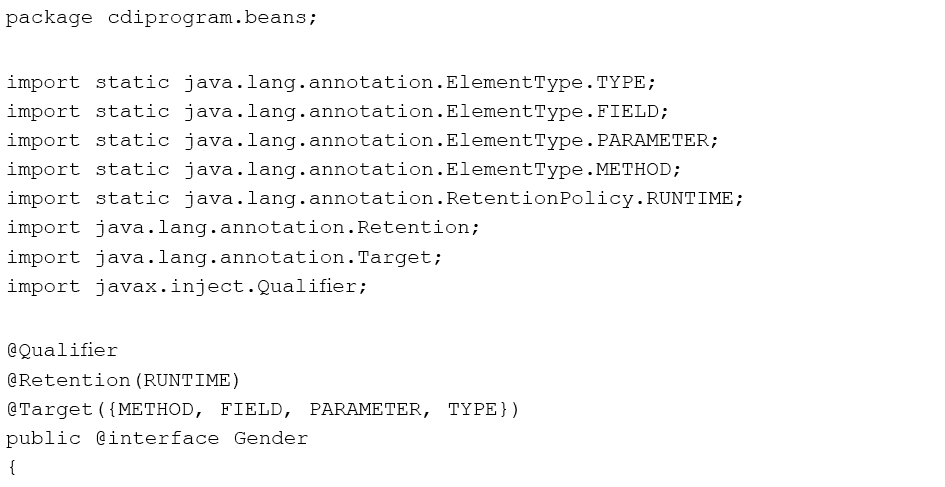 package cdiprogram.beans;
import static java.lang.annotation.ElementType.TYPE;
import static java.lang.annotation.ElementType.FIELD;
import static java.lang.annotation.ElementType.PARAMETER;
import static java.lang.annotation.ElementType.METHOD;
import static java.lang.annotation.RetentionPolicy.RUNTIME;
import java.lang.annotation.Retention;
import java.lang.annotation.Target;
import javax.inject.Qualifier;
@Qualifier
@Retention(RUNTIME)
@Target({METHOD, FIELD, PARAMETER, TYPE})
public @interface Gender
{